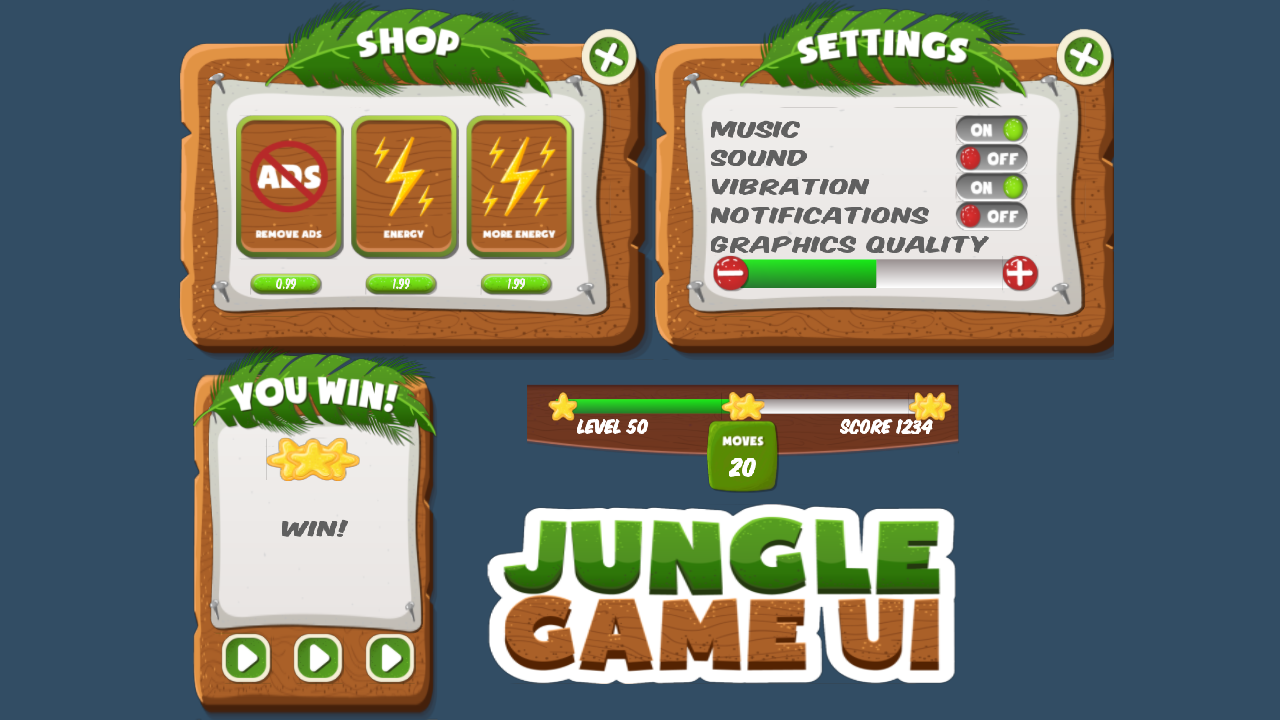 SHOP
ADS
REMOVE ADS
ENERGY
MORE ENERGY
0.99
1.99
1.99
SETTINGS
MUSIC
ON
SOUND
OFF
VIBRATION
ON
NOTIFICATIONS
OFF
GRAPHICS QUALITY
YOU WIN!
WIN!
LEVEL 50
SCORE 1234
MOVES
20
JUNGLE
GAME UI